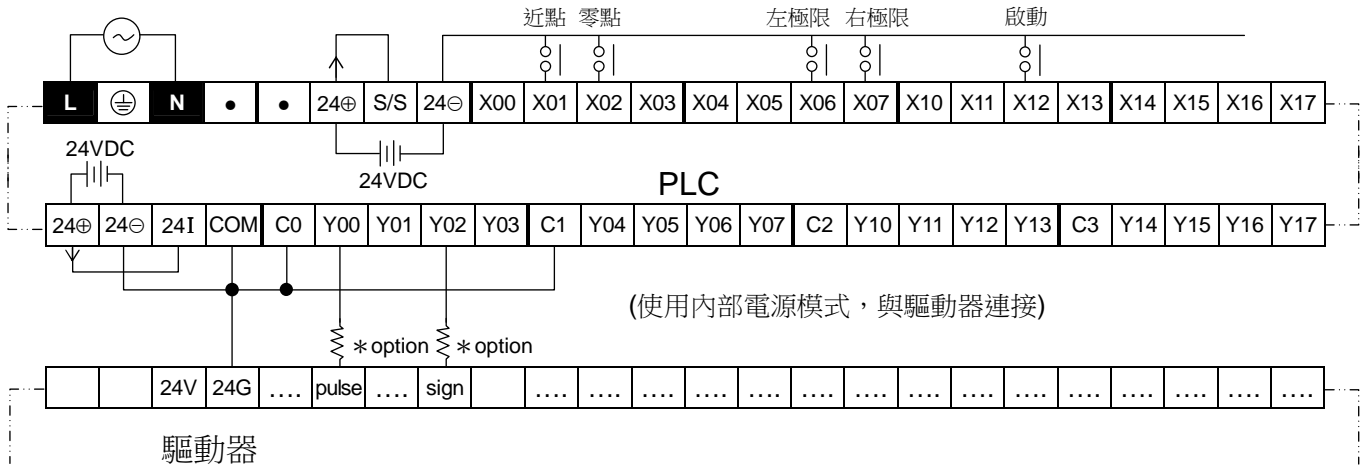 近點 零點 左極限 右極限 啟動
L N • • 24⊕ S/S 24⊖ X00 X01 X02 X03 X04 X05 X06 X07 X10 X11 X12 X13 X14 X15 X16 X17
24VDC
24VDC
PLC
24⊕ 24⊖ 24I COM C0 Y00 Y01 Y02 Y03 C1 Y04 Y05 Y06 Y07 C2 Y10 Y11 Y12 Y13 C3 Y14 Y15 Y16 Y17
(使用內部電源模式，與驅動器連接)
＊option ＊option
24V 24G .... pulse .... sign .... .... .... .... .... .... .... .... .... .... .... .... .... .... ....
驅動器